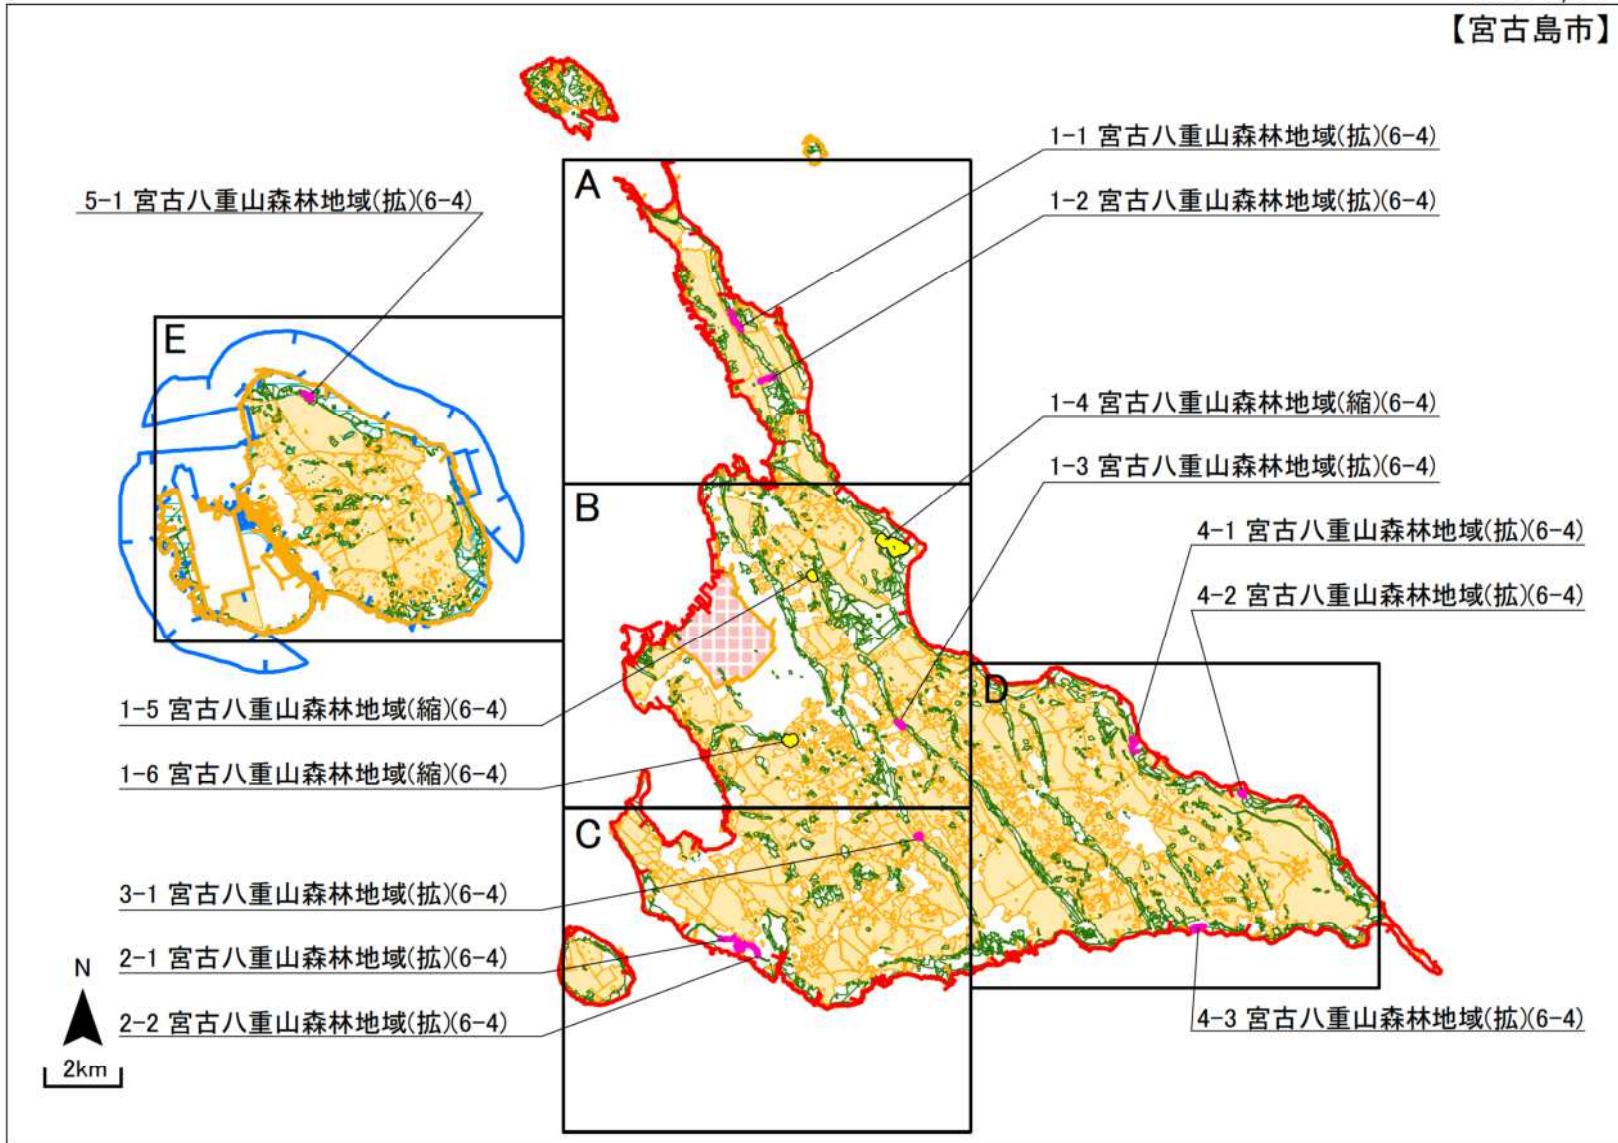 【宮古島市】
1-1 宮古八重山森林地域(拡)(6-4)
A
5-1 宮古八重山森林地域(拡)(6-4)
1-2 宮古八重山森林地域(拡)(6-4)
E
1-4 宮古八重山森林地域(縮)(6-4)
1-3 宮古八重山森林地域(拡)(6-4)
B
4-1 宮古八重山森林地域(拡)(6-4)
4-2 宮古八重山森林地域(拡)(6-4)
D
1-5 宮古八重山森林地域(縮)(6-4)
1-6 宮古八重山森林地域(縮)(6-4)
C
3-1 宮古八重山森林地域(拡)(6-4)
2-1 宮古八重山森林地域(拡)(6-4)
N
2-2 宮古八重山森林地域(拡)(6-4)
4-3 宮古八重山森林地域(拡)(6-4)
2km